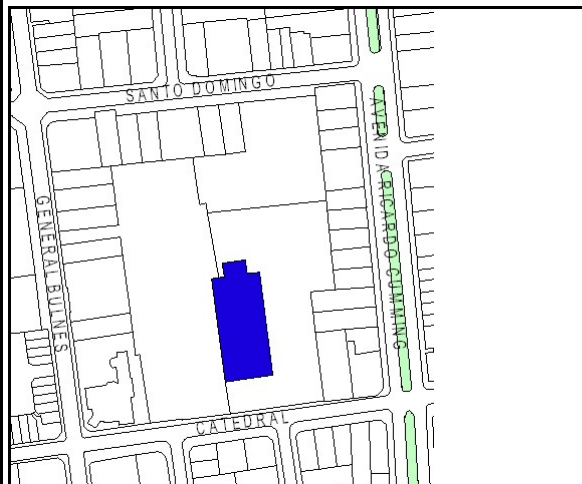 SANTO DOMINGO
AVENIDA RICARDO CUMMING
GENERAL BULNES
CATEDRAL